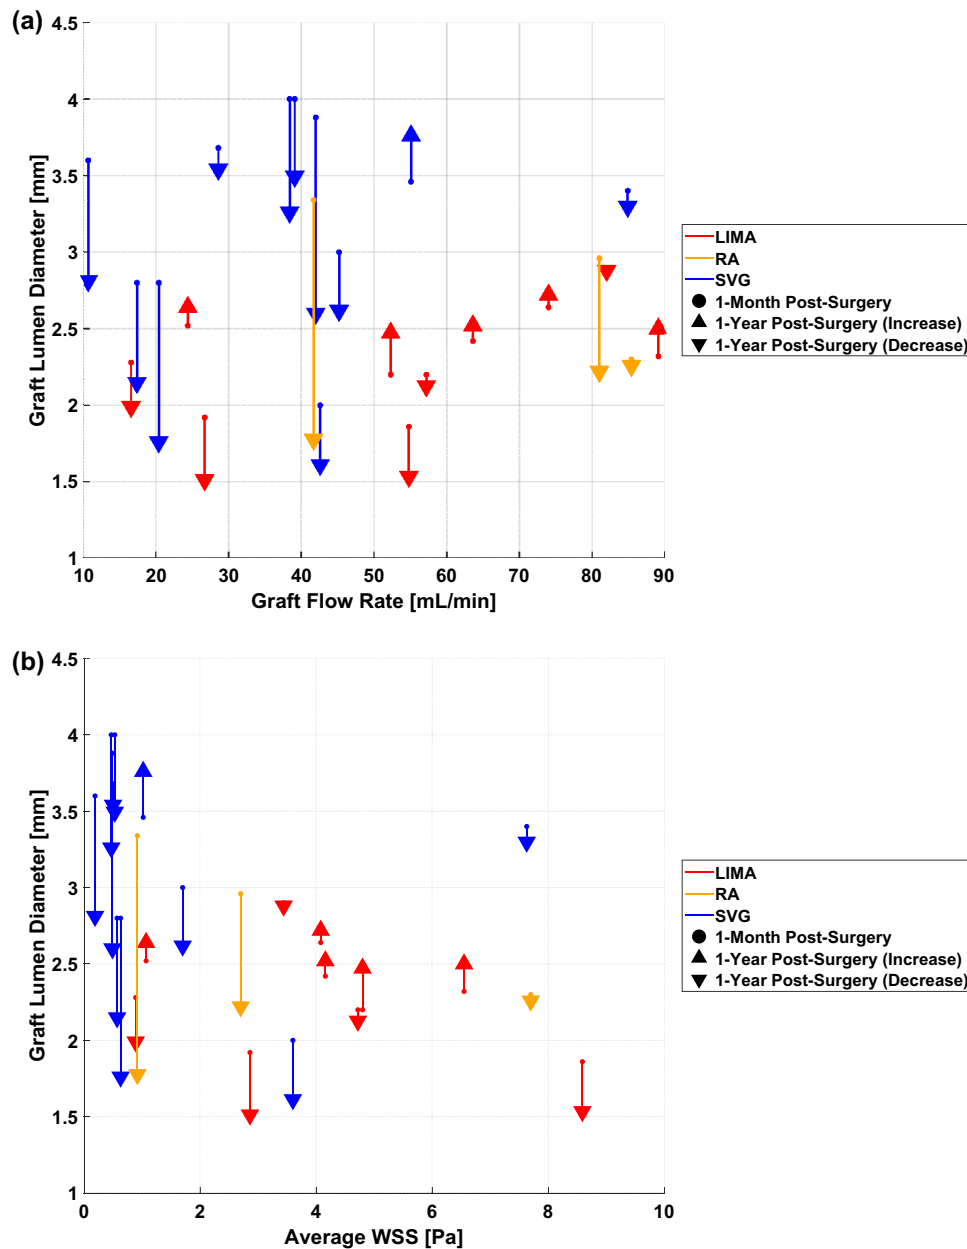 (a)
4.5
4
3.5
3
2.5
2
1.5
1
Graft Lumen Diameter [mm]
10 20 30 40 50 60 70 80 90
Graft Flow Rate [mL/min]
LIMA
RA
SVG
1-Month Post-Surgery
1-Year Post-Surgery (Increase)
1-Year Post-Surgery (Decrease)
(b)
4.5
4
3.5
3
2.5
2
1.5
1
Graft Lumen Diameter [mm]
0 2 4 6 8 10
Average WSS [Pa]
LIMA
RA
SVG
1-Month Post-Surgery
1-Year Post-Surgery (Increase)
1-Year Post-Surgery (Decrease)